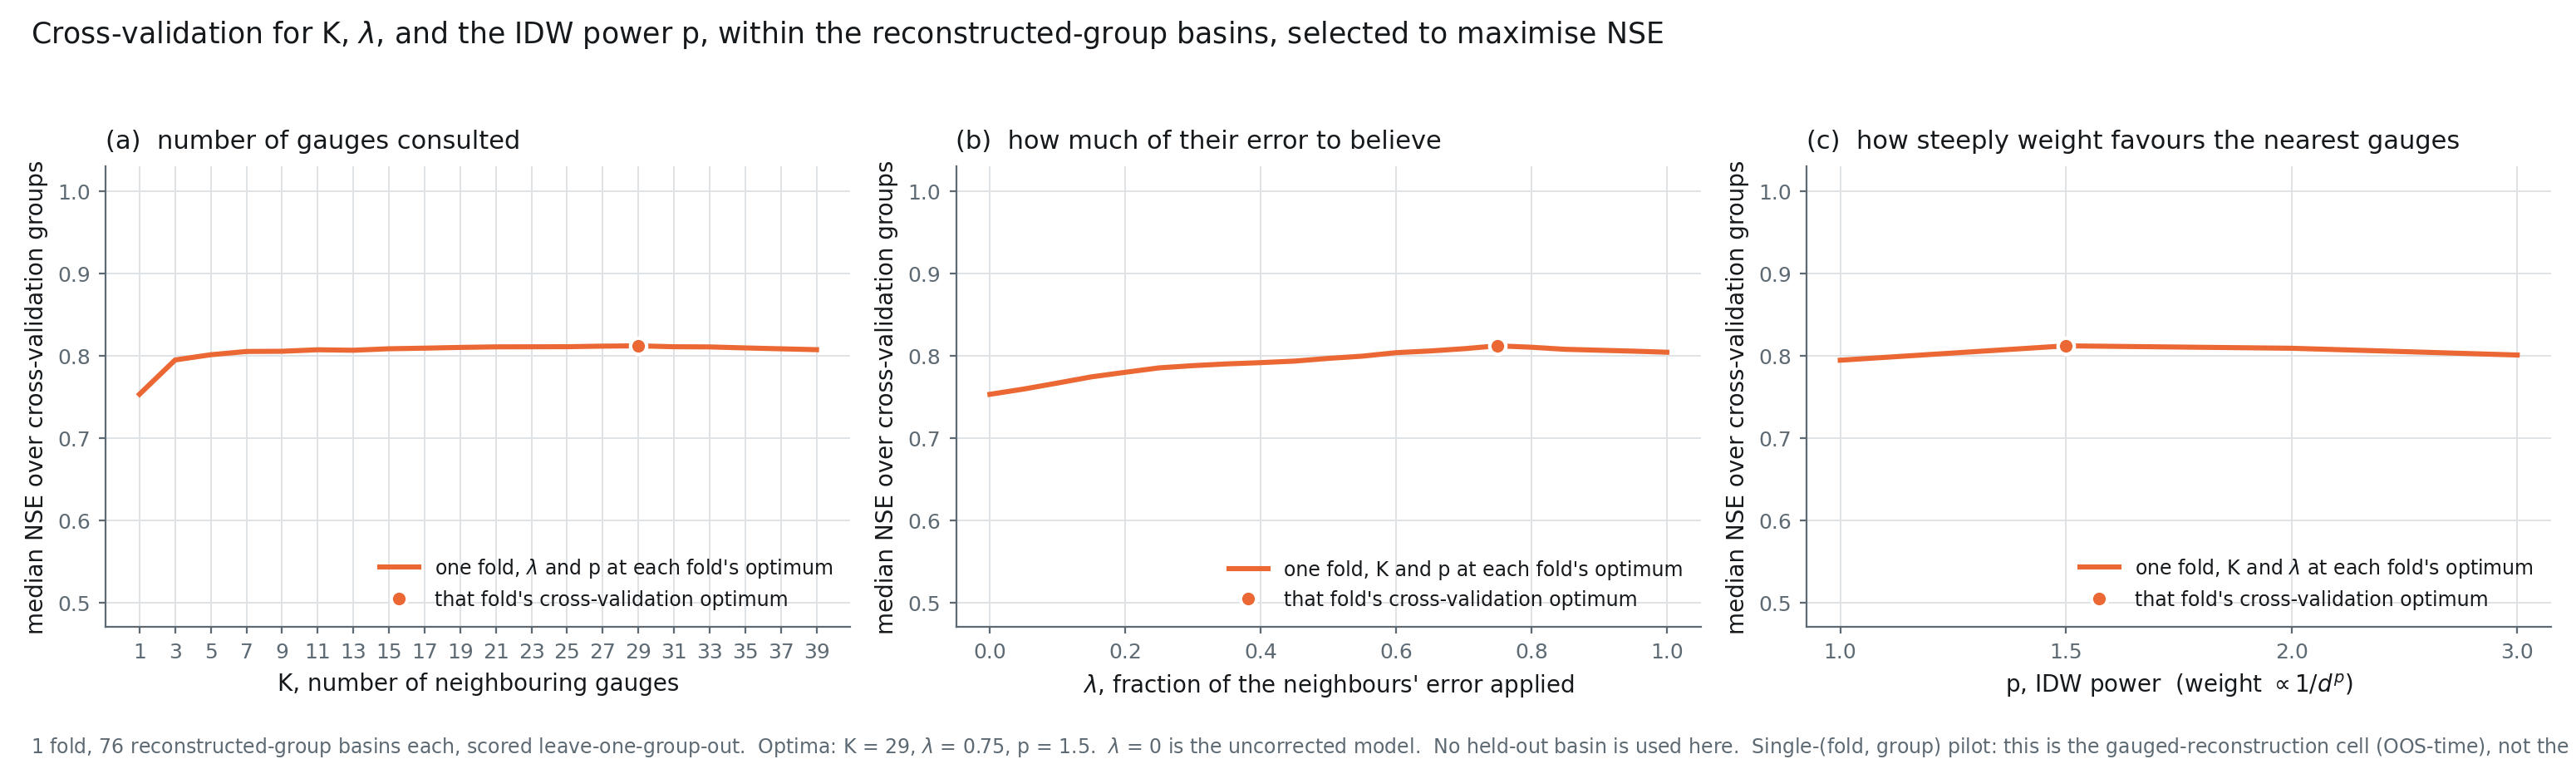 Cross-validation for K, λ, and the IDW power p, within the reconstructed-group basins, selected to maximise NSE
(a) number of gauges consulted
median NSE over cross-validation groups
1.0
0.9
0.8
0.7
0.6
0.5
one fold, λ and p at each fold's optimum
that fold's cross-validation optimum
1 3 5 7 9 11 13 15 17 19 21 23 25 27 29 31 33 35 37 39
K, number of neighbouring gauges
(b) how much of their error to believe
median NSE over cross-validation groups
1.0
0.9
0.8
0.7
0.6
0.5
one fold, K and p at each fold's optimum
that fold's cross-validation optimum
0.0 0.2 0.4 0.6 0.8 1.0
λ, fraction of the neighbours' error applied
(c) how steeply weight favours the nearest gauges
median NSE over cross-validation groups
1.0
0.9
0.8
0.7
0.6
0.5
one fold, K and λ at each fold's optimum
that fold's cross-validation optimum
1.0 1.5 2.0 3.0
p, IDW power (weight ∝ 1/d^p)
1 fold, 76 reconstructed-group basins each, scored leave-one-group-out. Optima: K = 29, λ = 0.75, p = 1.5. λ = 0 is the uncorrected model. No held-out basin is used here. Single-(fold, group) pilot: this is the gauged-reconstruction cell (OOS-time), not the